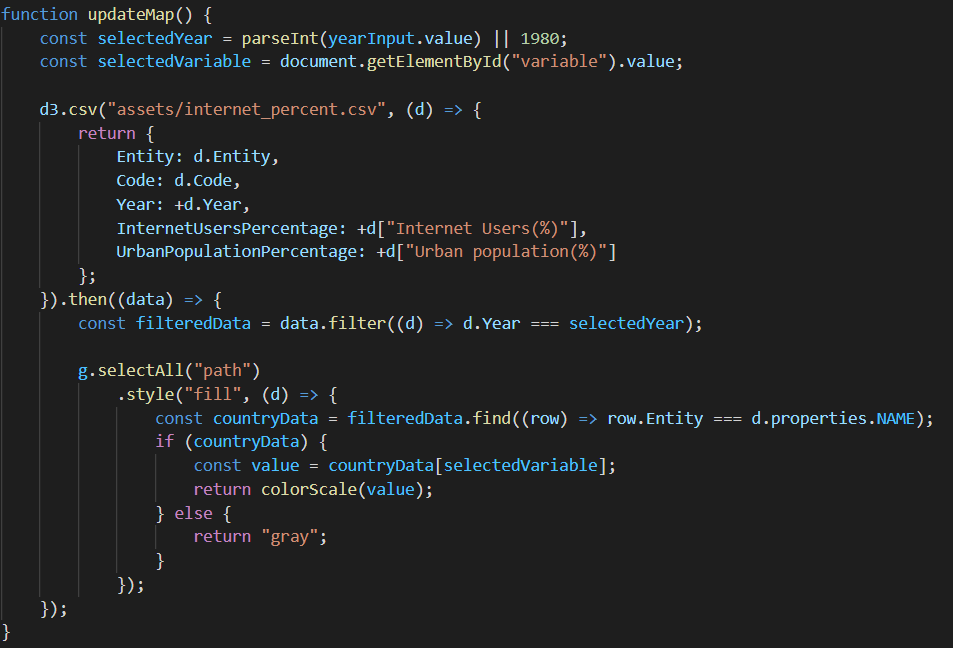 function updateMap() {
    const selectedYear = parseInt(yearInput.value) || 1980;
    const selectedVariable = document.getElementById("variable").value;

    d3.csv("assets/internet_percent.csv", (d) => {
        return {
            Entity: d.Entity,
            Code: d.Code,
            Year: +d.Year,
            InternetUsersPercentage: +d["Internet Users(%)"],
            UrbanPopulationPercentage: +d["Urban population(%)"]
        };
    }).then((data) => {
        const filteredData = data.filter((d) => d.Year === selectedYear);

        g.selectAll("path")
            .style("fill", (d) => {
                const countryData = filteredData.find((row) => row.Entity === d.properties.NAME);
                if (countryData) {
                    const value = countryData[selectedVariable];
                    return colorScale(value);
                } else {
                    return "gray";
                }
            });
    });
}